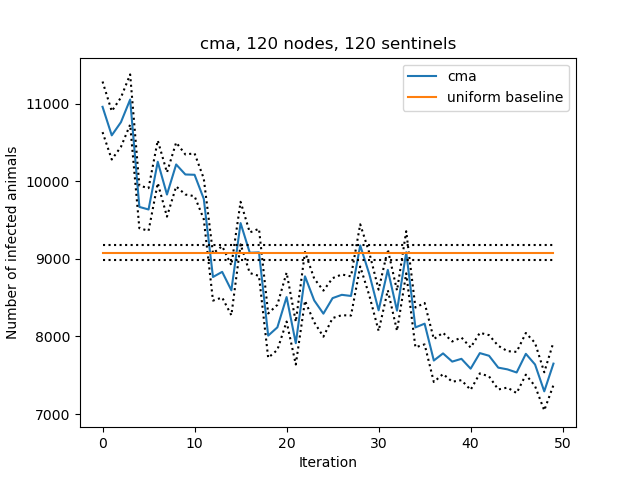 cma, 120 nodes, 120 sentinels
cma
uniform baseline
Number of infected animals
11000
10000
9000
8000
7000
0 10 20 30 40 50
Iteration